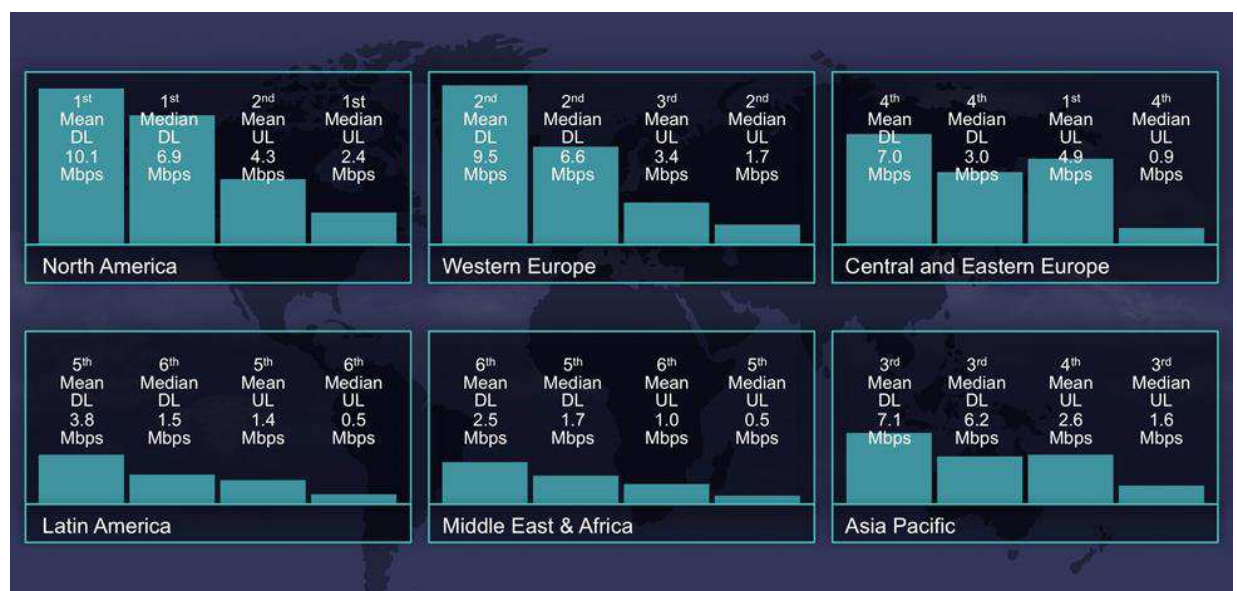 1st
Mean
DL
10.1
Mbps
1st
Median
DL
6.9
Mbps
2nd
Mean
UL
4.3
Mbps
1st
Median
UL
2.4
Mbps
North America
2nd
Mean
DL
9.5
Mbps
2nd
Median
DL
6.6
Mbps
3rd
Mean
UL
3.4
Mbps
2nd
Median
UL
1.7
Mbps
Western Europe
4th
Mean
DL
7.0
Mbps
4th
Median
DL
3.0
Mbps
1st
Mean
UL
4.9
Mbps
4th
Median
UL
0.9
Mbps
Central and Eastern Europe
5th
Mean
DL
3.8
Mbps
6th
Median
DL
1.5
Mbps
5th
Mean
UL
1.4
Mbps
6th
Median
UL
0.5
Mbps
Latin America
6th
Mean
DL
2.5
Mbps
5th
Median
DL
1.7
Mbps
6th
Mean
UL
1.0
Mbps
5th
Median
UL
0.5
Mbps
Middle East & Africa
3rd
Mean
DL
7.1
Mbps
3rd
Median
DL
6.2
Mbps
4th
Mean
UL
2.6
Mbps
3rd
Median
UL
1.6
Mbps
Asia Pacific